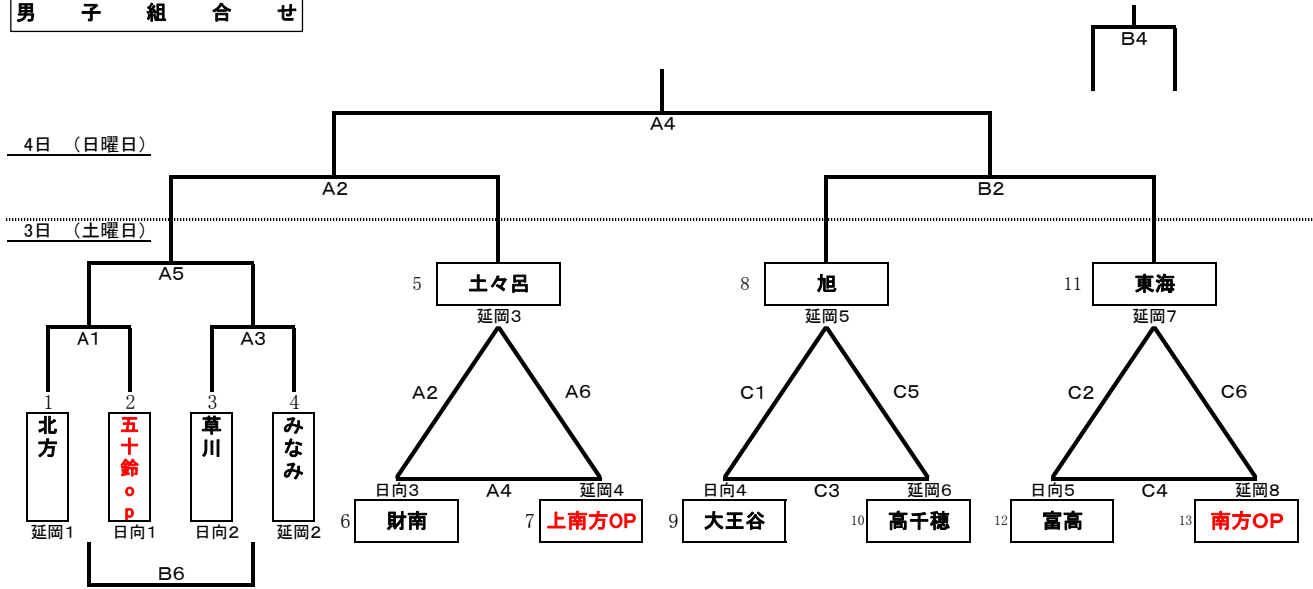 男 子 組 合 せ
B4
A4
4日 (日曜日)
A2
B2
3日 (土曜日)
A5
5 土々呂
8 旭
11 東海
延岡3
延岡5
延岡7
A1
A3
A2
A6
C1
C5
C2
C6
1
2
3
4
北方
五十鈴op
草川
みなみ
延岡1
日向1
日向2
延岡2
日向3
A4
延岡4
日向4
C3
延岡6
日向5
C4
延岡8
6 財南
7 上南方OP
9 大王谷
10 高千穂
12 富高
13 南方OP
B6